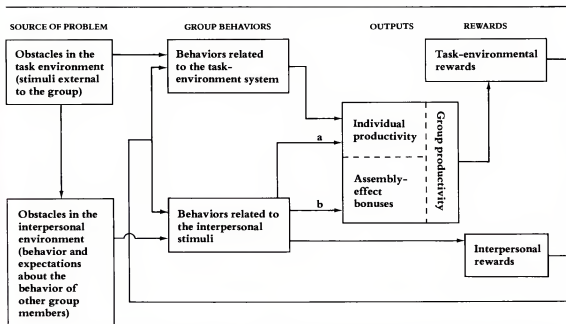 SOURCE OF PROBLEM
GROUP BEHAVIORS
OUTPUTS
REWARDS
Obstacles in the
task environment
(stimuli external
to the group)
Behaviors related
to the task-
environment system
Task-environmental
rewards
Individual
productivity
Group productivity
a
Assembly-
effect
bonuses
b
Obstacles in the
interpersonal
environment
(behavior and
expectations
about the
behavior of
other group
members)
Behaviors related to
the interpersonal
stimuli
Interpersonal
rewards